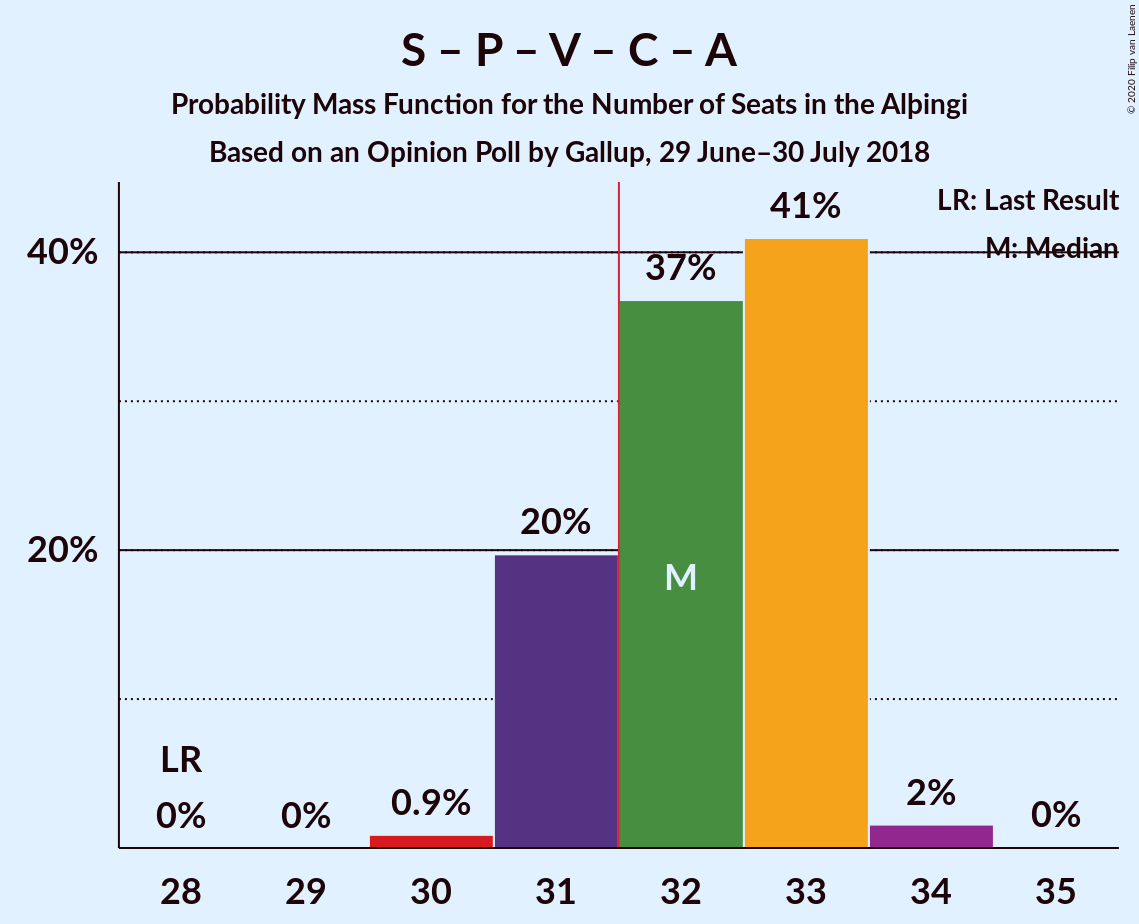 S – P – V – C – A
Probability Mass Function for the Number of Seats in the Alþingi
Based on an Opinion Poll by Gallup, 29 June–30 July 2018
© 2020 Filip van Laenen
LR: Last Result
M: Median
40%
20%
LR
0%
0%
0.9%
20%
37%
M
41%
2%
0%
28
29
30
31
32
33
34
35